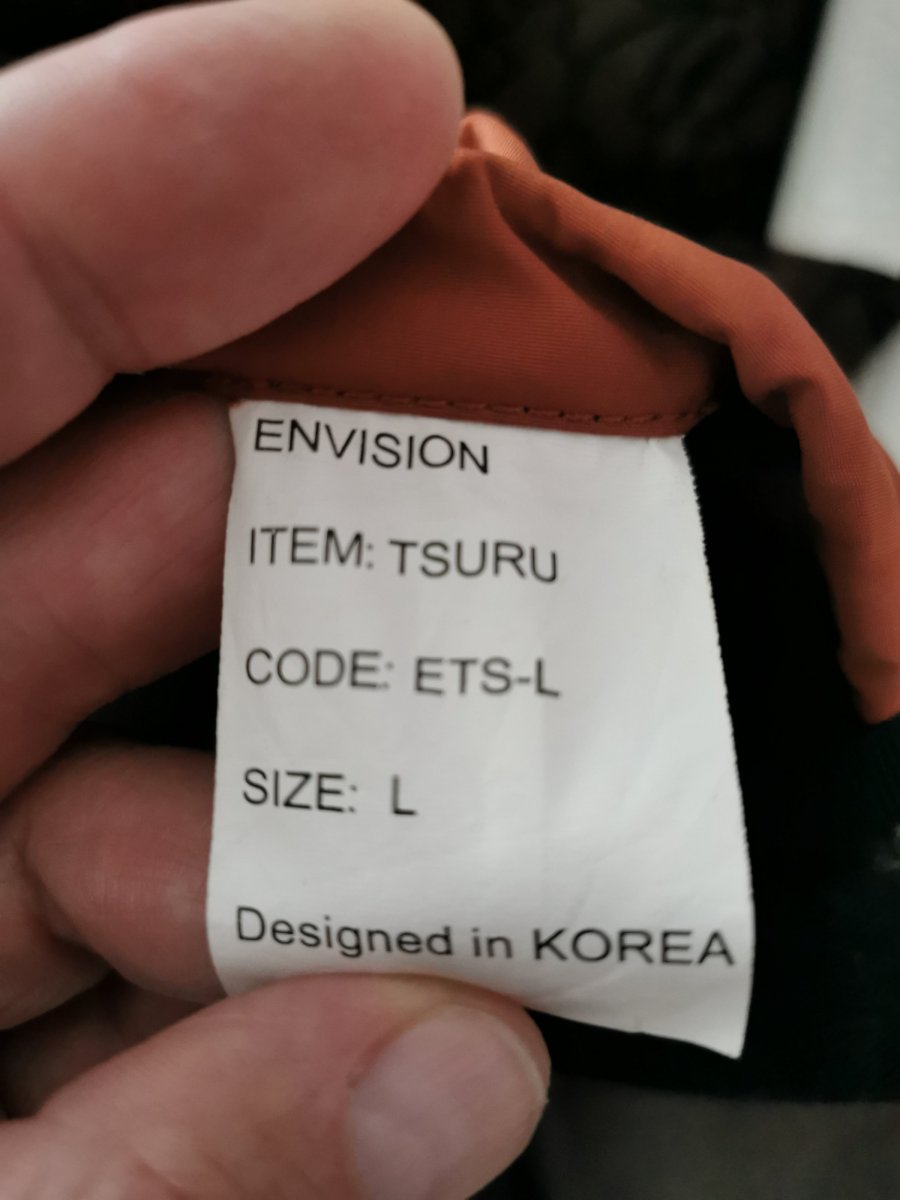 ENVISION
ITEM: TSURU
CODE: ETS-L
SIZE: L
Designed in KOREA